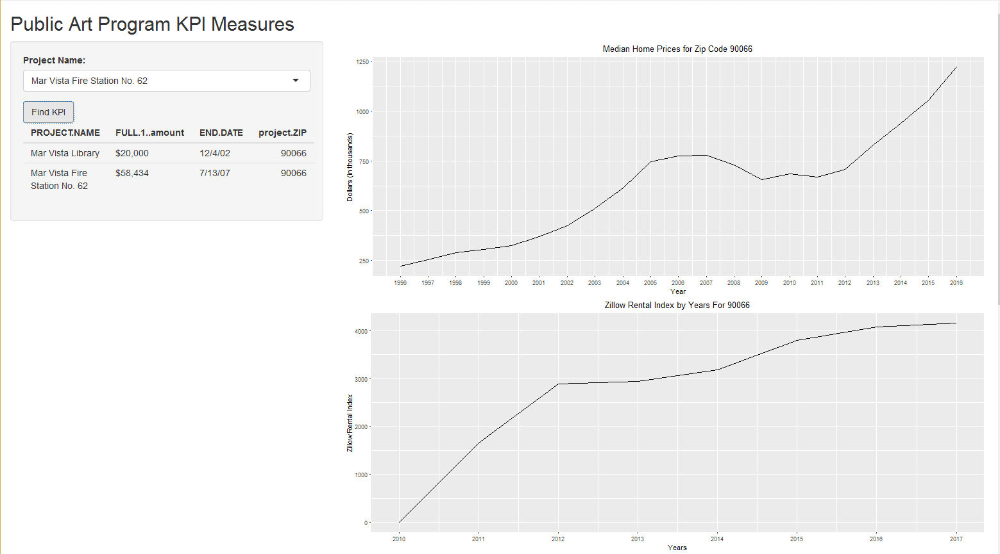 Public Art Program KPI Measures
Project Name:
Mar Vista Fire Station No. 62
Find KPI
PROJECT.NAME FULL.1..amount END.DATE project.ZIP
Mar Vista Library $20,000 12/4/02 90066
Mar Vista Fire $58,434 7/13/07 90066
Station No. 62
Median Home Prices for Zip Code 90066
1250
1000
750
500
250
Dollars (in thousands)
1996 1997 1998 1999 2000 2001 2002 2003 2004 2005 2006 2007 2008 2009 2010 2011 2012 2013 2014 2015 2016
Year
Zillow Rental Index by Years For 90066
4000
3000
2000
1000
0
Zillow Rental Index
2010 2011 2012 2013 2014 2015 2016 2017
Years